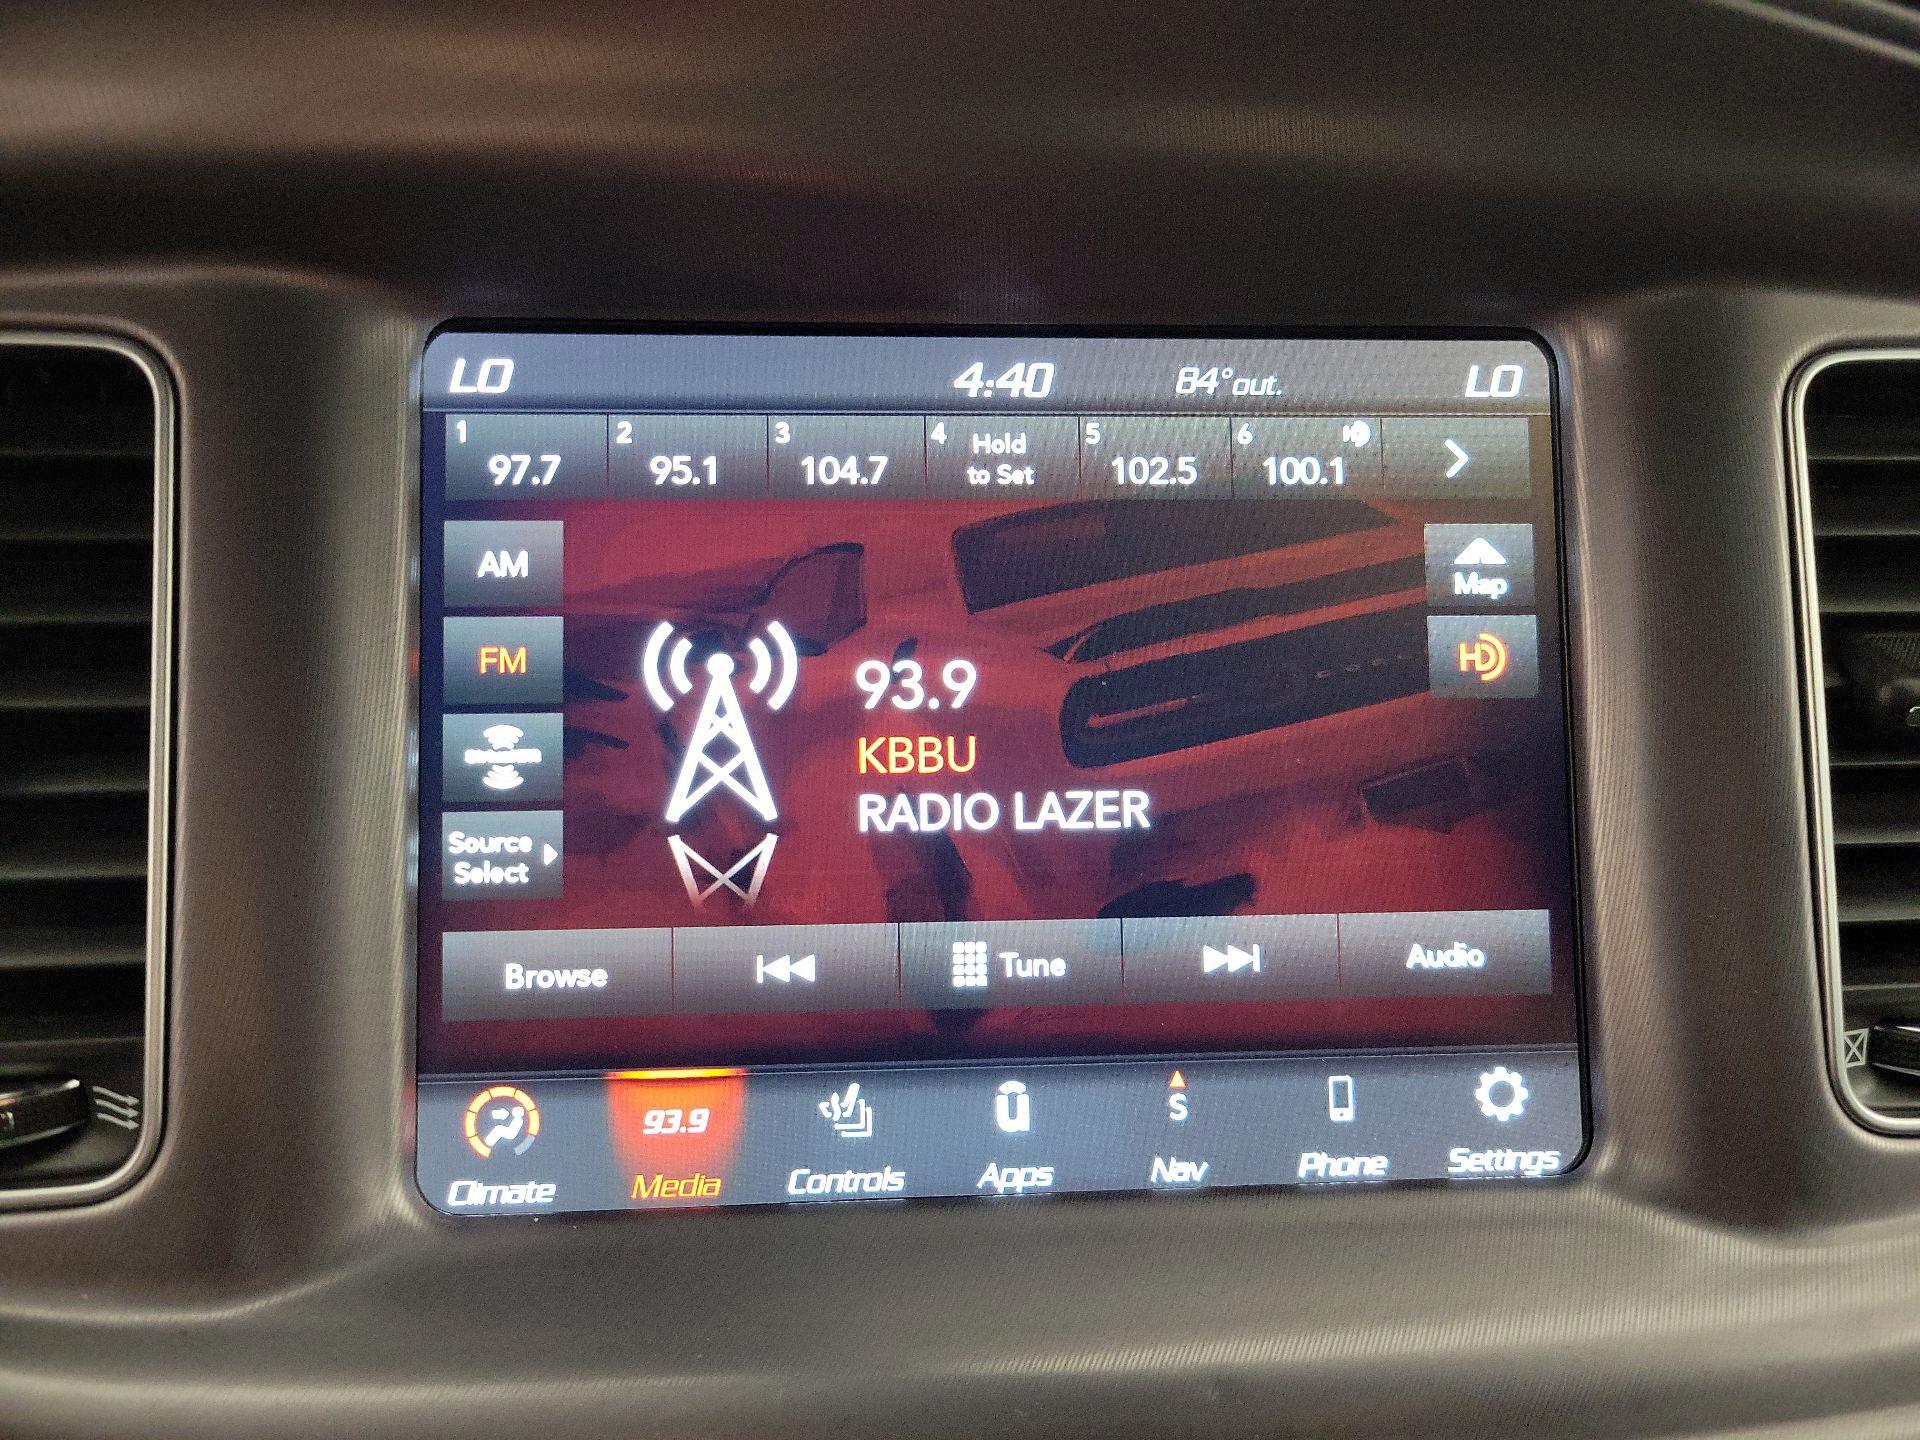 LO 4:40 84°out. LO
1 2 3 4 Hold 5 6 HD
97.7 95.1 104.7 to Set 102.5 100.1
AM
Map
FM
HD
93.9
KBBU
RADIO LAZER
Source
Select
Browse Tune Audio
93.9 S
Climate Media Controls Apps Nav Phone Settings